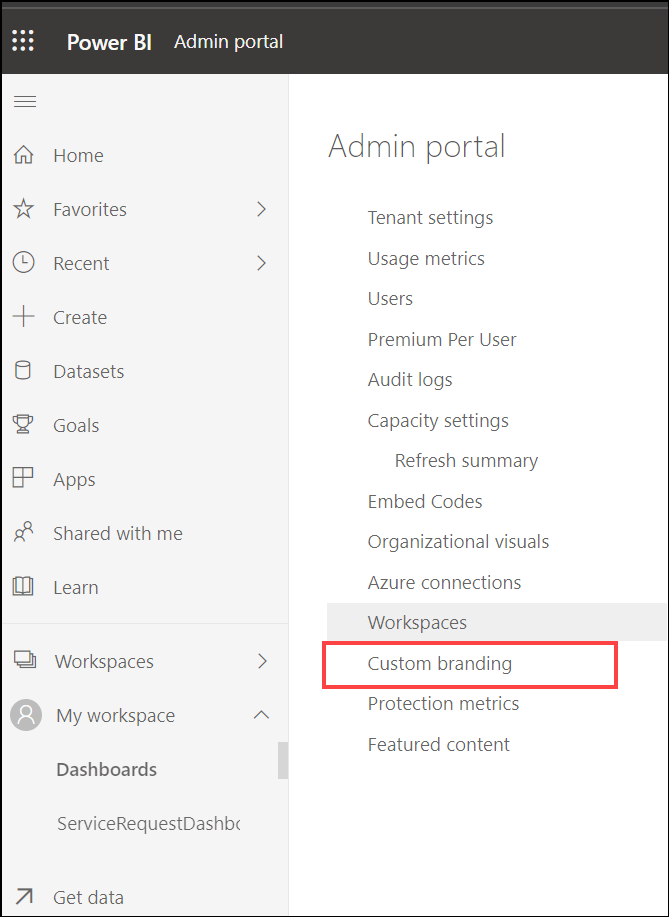 Power BI Admin portal
Home
Favorites
Recent
Create
Datasets
Goals
Apps
Shared with me
Learn
Workspaces
My workspace
Dashboards
ServiceRequestDashbo
Get data
Admin portal
Tenant settings
Usage metrics
Users
Premium Per User
Audit logs
Capacity settings
Refresh summary
Embed Codes
Organizational visuals
Azure connections
Workspaces
Custom branding
Protection metrics
Featured content